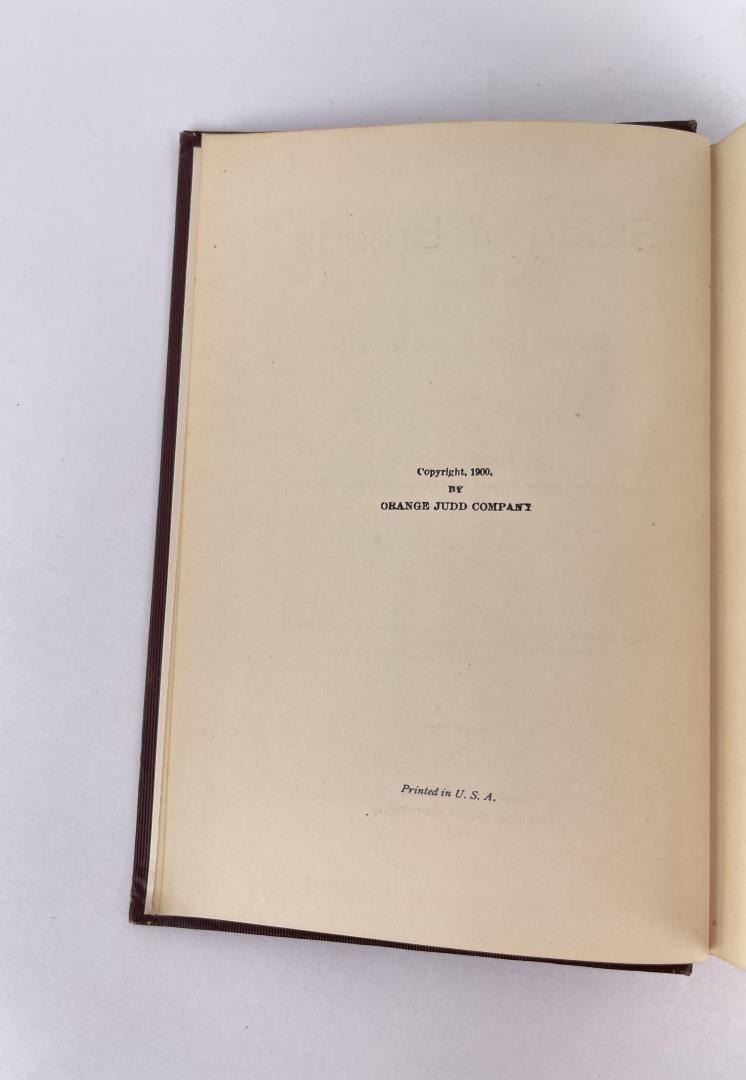 Copyright, 1900,
BY
ORANGE JUDD COMPANY
Printed in U. S. A.